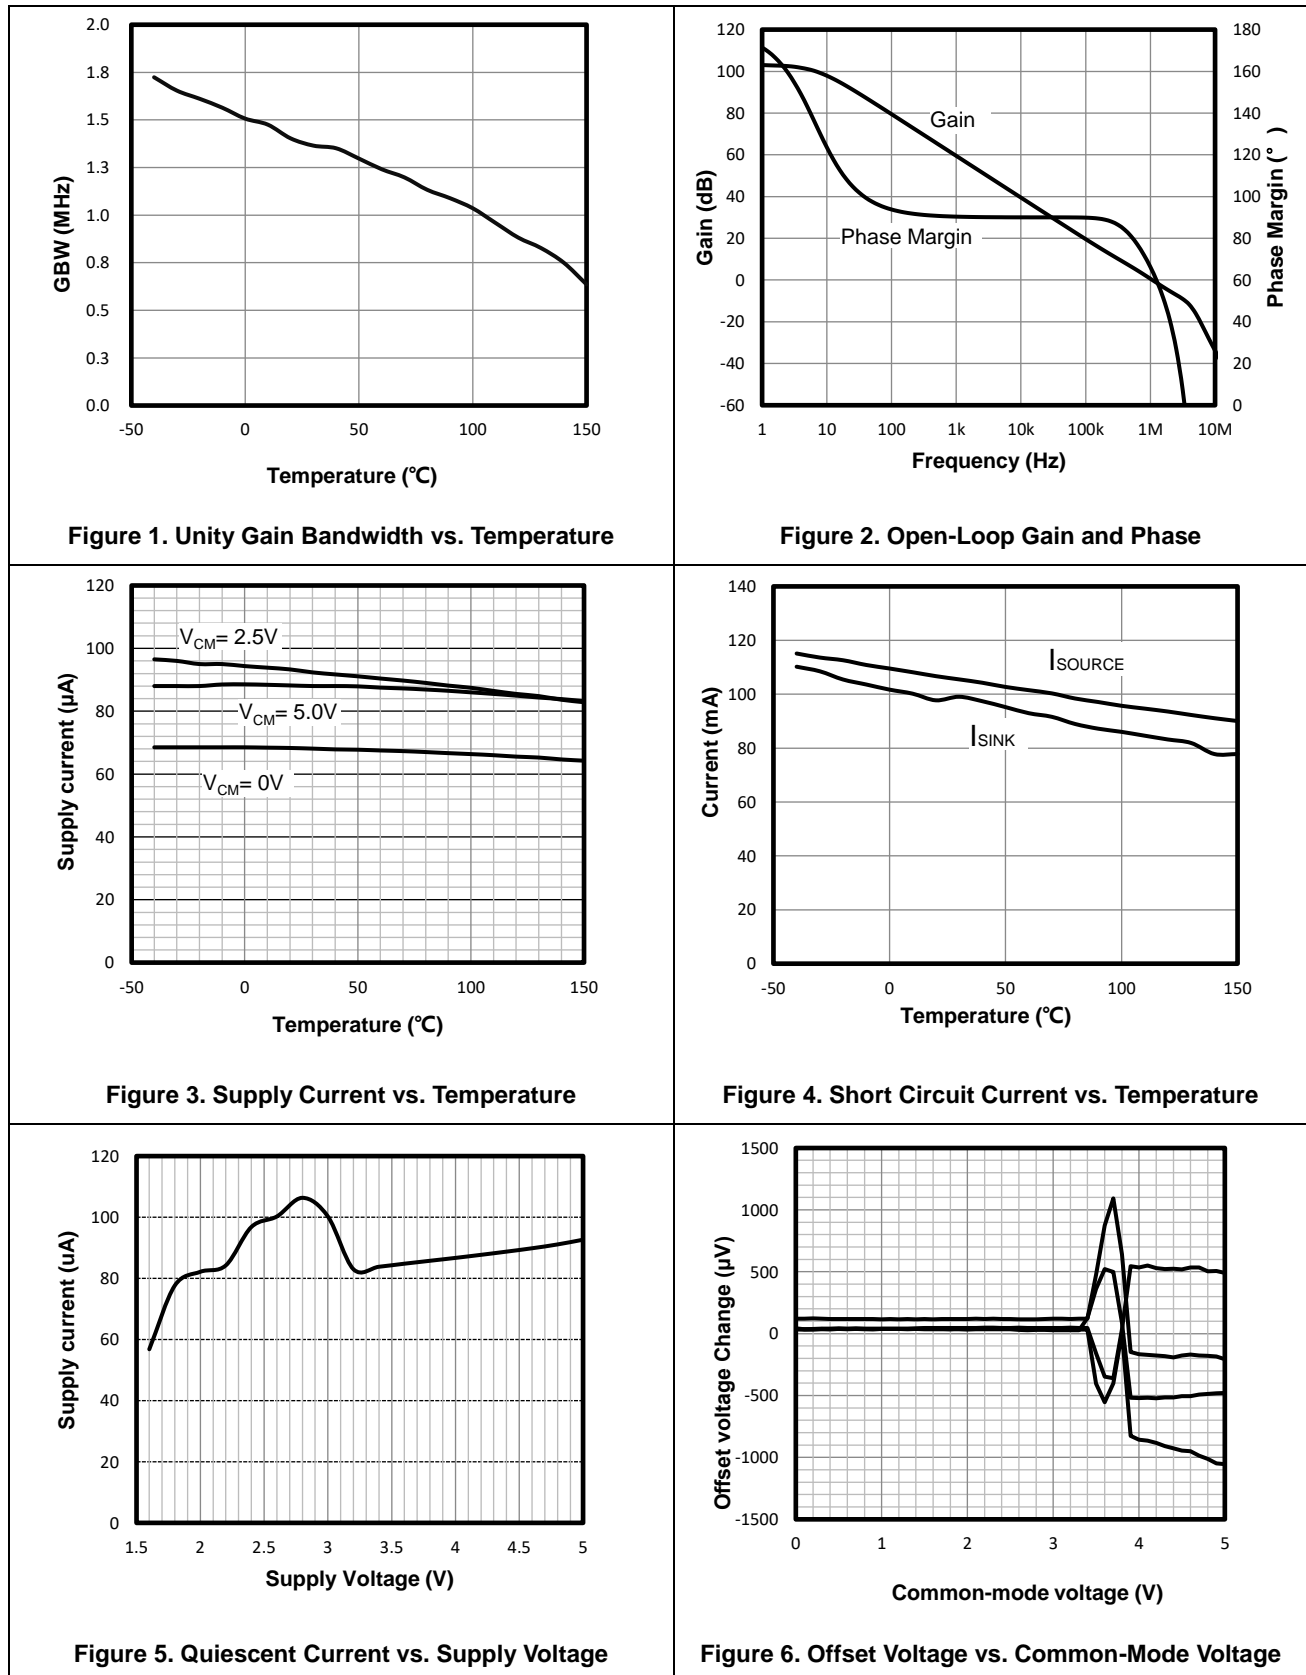 2.0
1.8
1.5
1.3
1.0
0.8
0.5
0.3
0.0
-50
0
50
100
150
GBW (MHz)
Temperature (℃)
Figure 1. Unity Gain Bandwidth vs. Temperature
120
100
80
60
40
20
0
-20
-40
-60
180
160
140
120
100
80
60
40
20
0
1
10
100
1k
10k
100k
1M
10M
Gain
Phase Margin
Gain (dB)
Phase Margin (°)
Frequency (Hz)
Figure 2. Open-Loop Gain and Phase
120
100
80
60
40
20
0
-50
0
50
100
150
VCM= 2.5V
VCM= 5.0V
VCM= 0V
Supply current (µA)
Temperature (℃)
Figure 3. Supply Current vs. Temperature
140
120
100
80
60
40
20
0
-50
0
50
100
150
ISOURCE
ISINK
Current (mA)
Temperature (℃)
Figure 4. Short Circuit Current vs. Temperature
120
100
80
60
40
20
0
1.5
2
2.5
3
3.5
4
4.5
5
Supply current (uA)
Supply Voltage (V)
Figure 5. Quiescent Current vs. Supply Voltage
1500
1000
500
0
-500
-1000
-1500
0
1
2
3
4
5
Offset voltage Change (µV)
Common-mode voltage (V)
Figure 6. Offset Voltage vs. Common-Mode Voltage